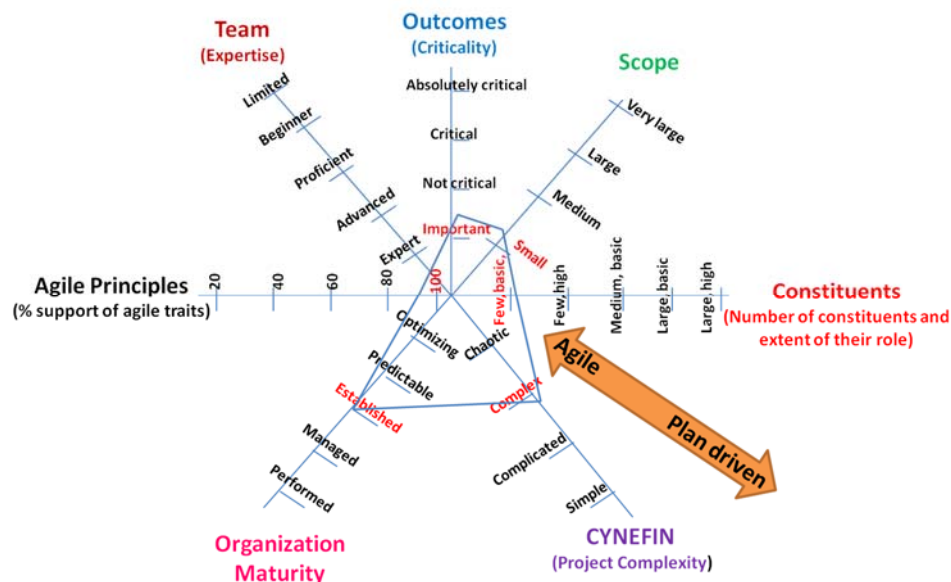 Team
(Expertise)
Limited
Beginner
Proficient
Advanced
Expert
Outcomes
(Criticality)
Absolutely critical
Critical
Not critical
Important
Scope
Very large
Large
Medium
Small
Agile Principles
(% support of agile traits)
20
40
60
80
100
Few, basic,
Few, high
Medium, basic
Large, basic
Large, high
Constituents
(Number of constituents and
extent of their role)
Optimizing
Predictable
Established
Managed
Performed
Organization
Maturity
Chaotic
Complex
Complicated
Simple
CYNEFIN
(Project Complexity)
Agile
Plan driven